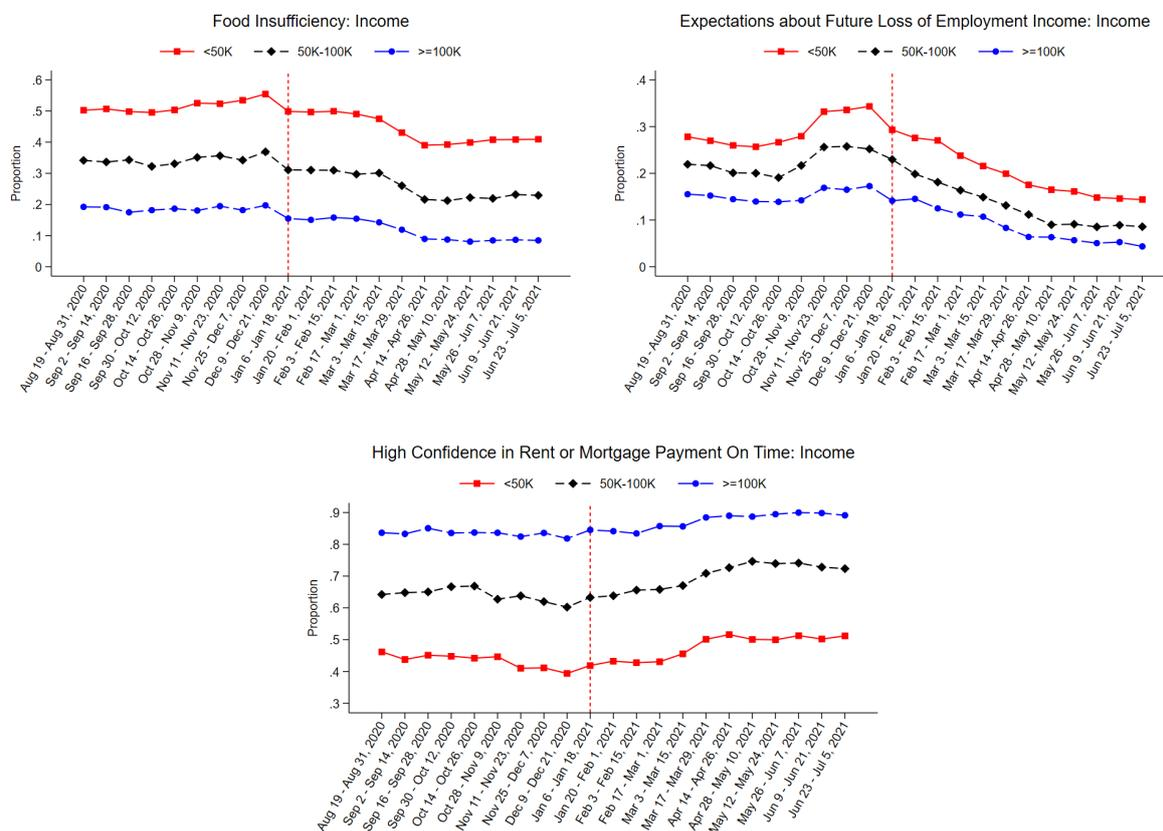 Food Insufficiency: Income
<50K 50K-100K >=100K
Proportion
.6
.5
.4
.3
.2
.1
0
Aug 19 - Aug 31, 2020
Sep 2 - Sep 14, 2020
Sep 16 - Sep 28, 2020
Sep 30 - Oct 12, 2020
Oct 14 - Oct 26, 2020
Oct 28 - Nov 9, 2020
Nov 11 - Nov 23, 2020
Nov 25 - Dec 7, 2020
Dec 9 - Dec 21, 2020
Jan 6 - Jan 18, 2021
Jan 20 - Feb 1, 2021
Feb 3 - Feb 15, 2021
Feb 17 - Mar 1, 2021
Mar 3 - Mar 15, 2021
Mar 17 - Mar 29, 2021
Apr 14 - Apr 26, 2021
Apr 28 - May 10, 2021
May 12 - May 24, 2021
May 26 - Jun 7, 2021
Jun 9 - Jun 21, 2021
Jun 23 - Jul 5, 2021
Expectations about Future Loss of Employment Income: Income
<50K 50K-100K >=100K
Proportion
.4
.3
.2
.1
0
Aug 19 - Aug 31, 2020
Sep 2 - Sep 14, 2020
Sep 16 - Sep 28, 2020
Sep 30 - Oct 12, 2020
Oct 14 - Oct 26, 2020
Oct 28 - Nov 9, 2020
Nov 11 - Nov 23, 2020
Nov 25 - Dec 7, 2020
Dec 9 - Dec 21, 2020
Jan 6 - Jan 18, 2021
Jan 20 - Feb 1, 2021
Feb 3 - Feb 15, 2021
Feb 17 - Mar 1, 2021
Mar 3 - Mar 15, 2021
Mar 17 - Mar 29, 2021
Apr 14 - Apr 26, 2021
Apr 28 - May 10, 2021
May 12 - May 24, 2021
May 26 - Jun 7, 2021
Jun 9 - Jun 21, 2021
Jun 23 - Jul 5, 2021
High Confidence in Rent or Mortgage Payment On Time: Income
<50K 50K-100K >=100K
Proportion
.9
.8
.7
.6
.5
.4
.3
Aug 19 - Aug 31, 2020
Sep 2 - Sep 14, 2020
Sep 16 - Sep 28, 2020
Sep 30 - Oct 12, 2020
Oct 14 - Oct 26, 2020
Oct 28 - Nov 9, 2020
Nov 11 - Nov 23, 2020
Nov 25 - Dec 7, 2020
Dec 9 - Dec 21, 2020
Jan 6 - Jan 18, 2021
Jan 20 - Feb 1, 2021
Feb 3 - Feb 15, 2021
Feb 17 - Mar 1, 2021
Mar 3 - Mar 15, 2021
Mar 17 - Mar 29, 2021
Apr 14 - Apr 26, 2021
Apr 28 - May 10, 2021
May 12 - May 24, 2021
May 26 - Jun 7, 2021
Jun 9 - Jun 21, 2021
Jun 23 - Jul 5, 2021